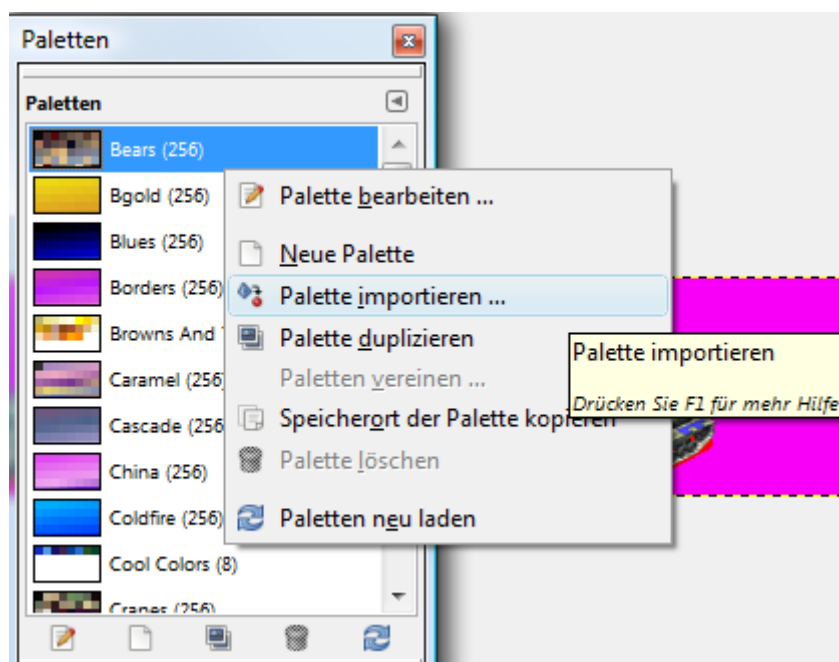 Paletten
Paletten
Bears (256)
Bgold (256)
Blues (256)
Borders (256)
Browns And
Caramel (256
Cascade (256
China (256)
Coldfire (256)
Cool Colors (8)
Cranes (256)
Palette bearbeiten ...
Neue Palette
Palette importieren ...
Palette duplizieren
Paletten vereinen ...
Speicherort der Palette kopieren
Palette löschen
Paletten neu laden
Palette importieren
Drücken Sie F1 für mehr Hilfe